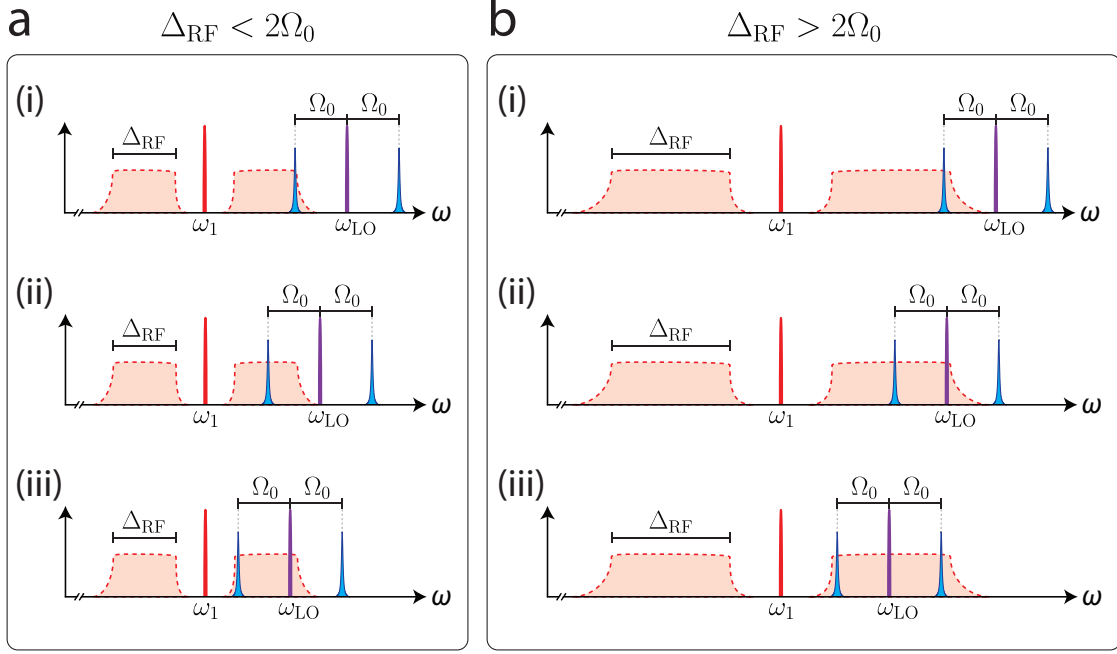 a
Δ_RF < 2Ω_0
(i)
Ω_0 Ω_0
Δ_RF
ω_1 ω_LO ω
(ii)
Ω_0 Ω_0
Δ_RF
ω_1 ω_LO ω
(iii)
Ω_0 Ω_0
Δ_RF
ω_1 ω_LO ω
b
Δ_RF > 2Ω_0
(i)
Ω_0 Ω_0
Δ_RF
ω_1 ω_LO ω
(ii)
Ω_0 Ω_0
Δ_RF
ω_1 ω_LO ω
(iii)
Ω_0 Ω_0
Δ_RF
ω_1 ω_LO ω